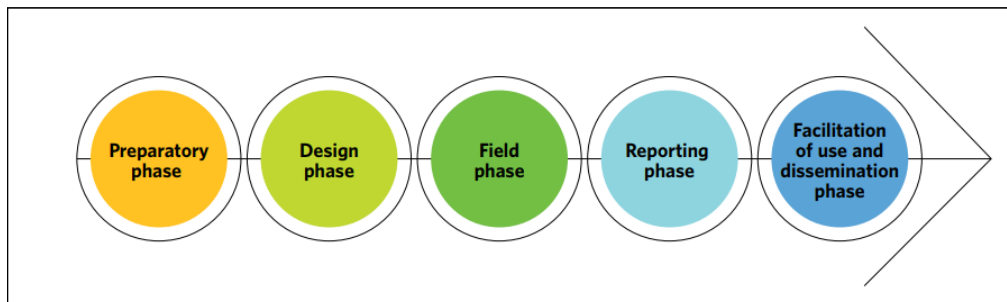 Preparatory
phase
Design
phase
Field
phase
Reporting
phase
Facilitation
of use and
dissemination
phase